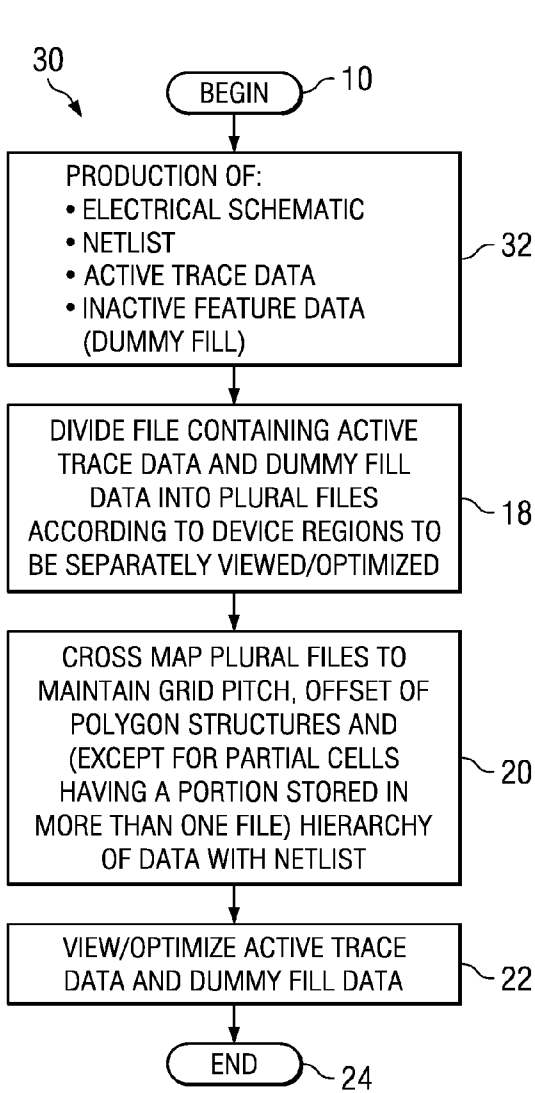 30
BEGIN
10
PRODUCTION OF:
• ELECTRICAL SCHEMATIC
• NETLIST
• ACTIVE TRACE DATA
• INACTIVE FEATURE DATA
(DUMMY FILL)
32
DIVIDE FILE CONTAINING ACTIVE
TRACE DATA AND DUMMY FILL
DATA INTO PLURAL FILES
ACCORDING TO DEVICE REGIONS TO
BE SEPARATELY VIEWED/OPTIMIZED
18
CROSS MAP PLURAL FILES TO
MAINTAIN GRID PITCH, OFFSET OF
POLYGON STRUCTURES AND
(EXCEPT FOR PARTIAL CELLS
HAVING A PORTION STORED IN
MORE THAN ONE FILE) HIERARCHY
OF DATA WITH NETLIST
20
VIEW/OPTIMIZE ACTIVE TRACE
DATA AND DUMMY FILL DATA
22
END
24